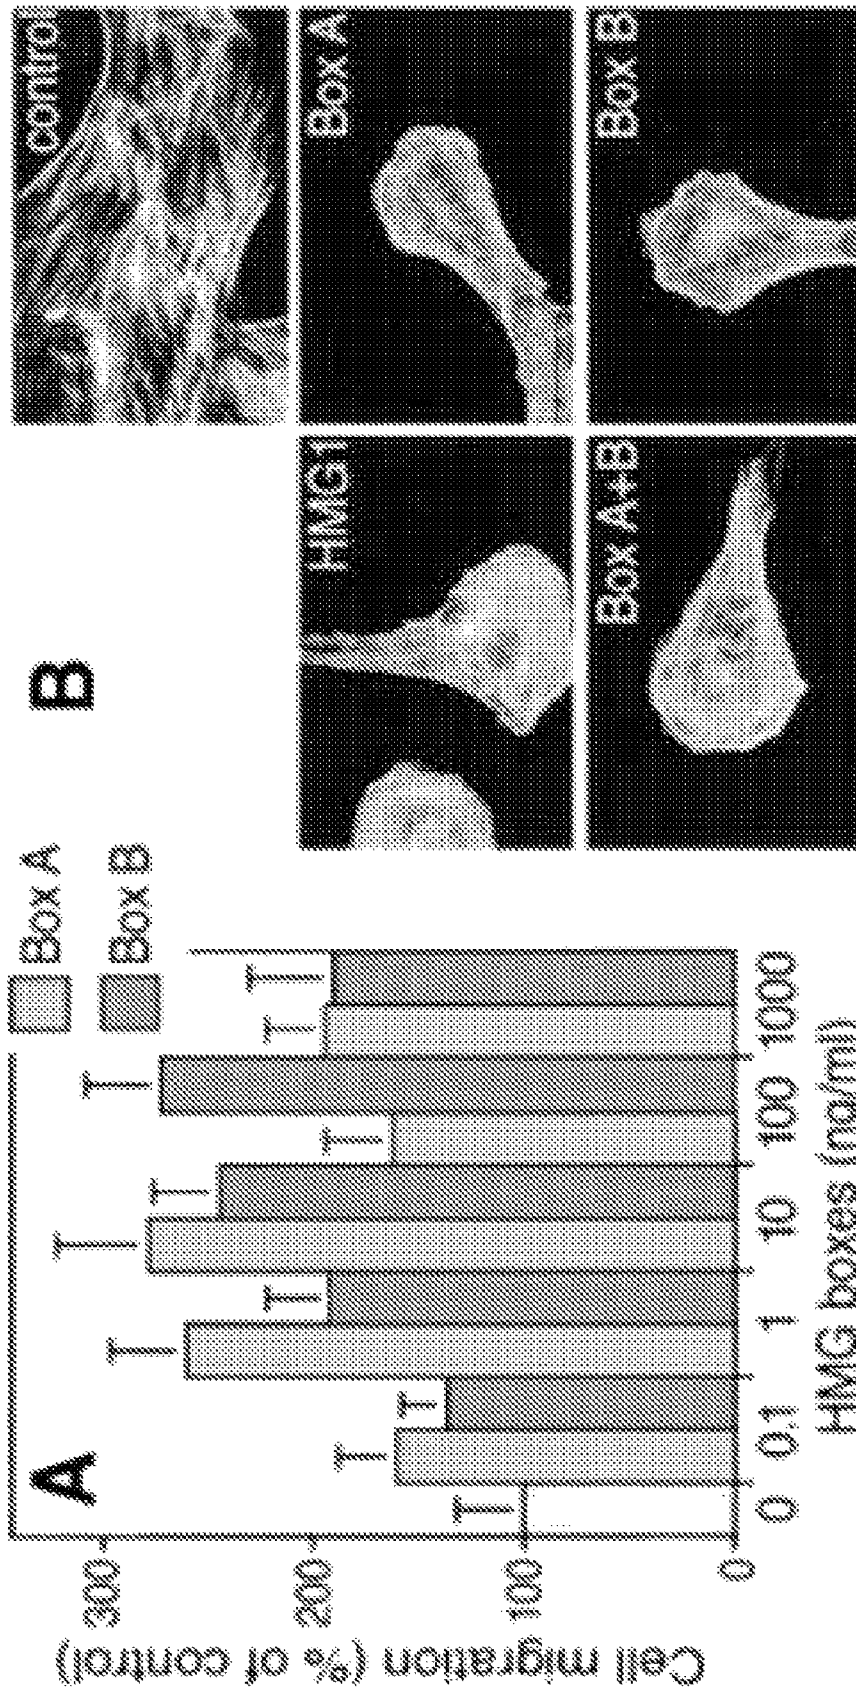 A
Cell migration (% of control)
300
200
100
0
0
0,1
1
10
100
1000
HMG boxes (ng/ml)
Box A
Box B
B
control
HMG1
Box A
Box A+B
Box B